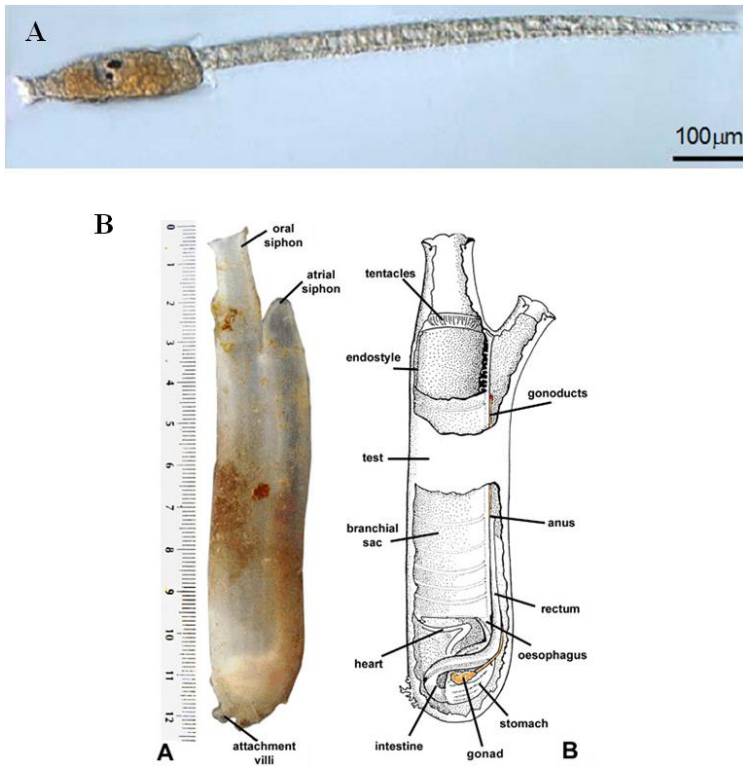 A
100µm
B
oral
siphon
atrial
siphon
tentacles
endostyle
gonoducts
test
branchial
sac
anus
rectum
oesophagus
heart
stomach
intestine
gonad
attachment
villi
0
1
2
3
4
5
6
7
8
9
10
11
12
A
B